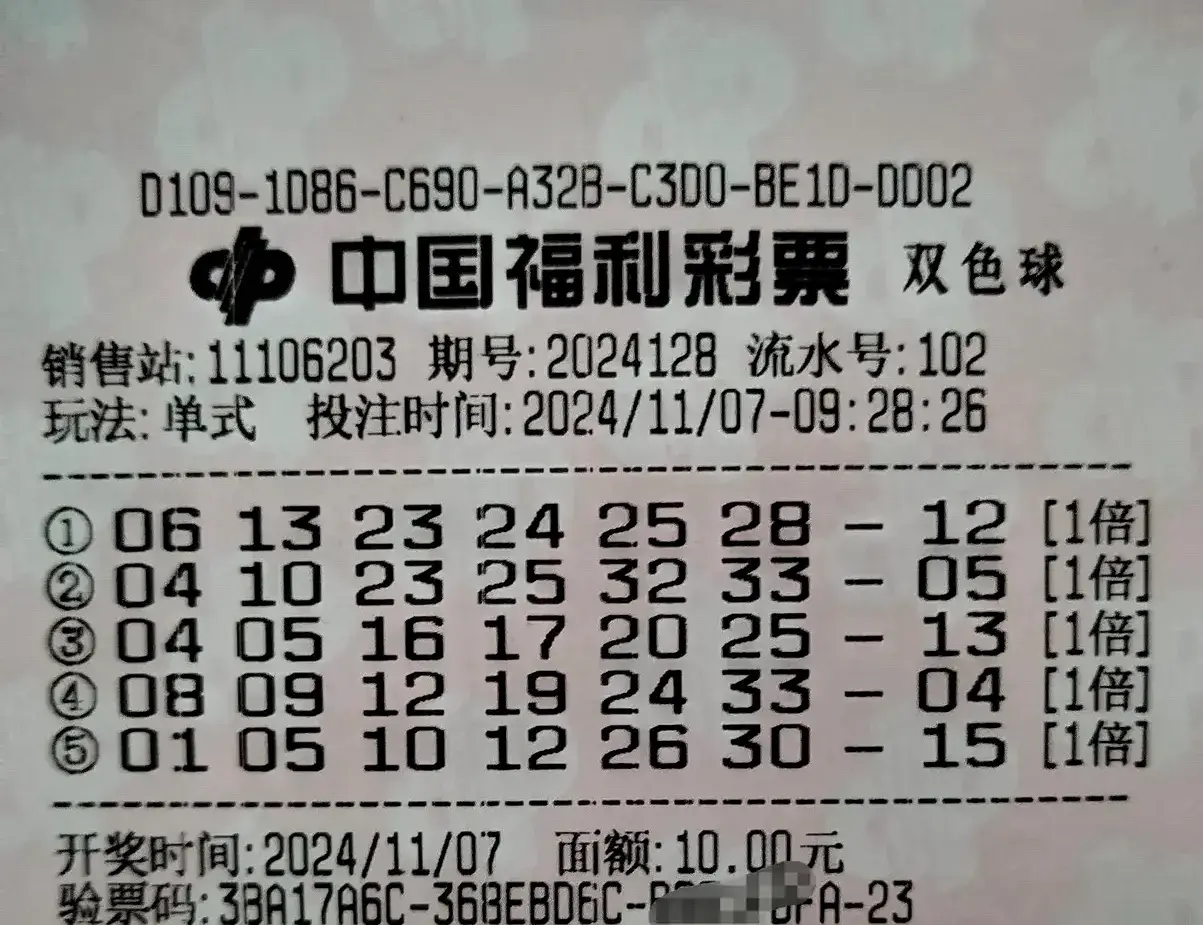 D109-1D86-C690-A32B-C3D0-BE1D-DD02
中国福利彩票 双色球
销售站:11106203 期号:2024128 流水号:102
玩法:单式 投注时间:2024/11/07-09:28:26
① 06 13 23 24 25 28 - 12 [1倍]
② 04 10 23 25 32 33 - 05 [1倍]
③ 04 05 16 17 20 25 - 13 [1倍]
④ 08 09 12 19 24 33 - 04 [1倍]
⑤ 01 05 10 12 26 30 - 15 [1倍]
开奖时间:2024/11/07 面额:10.00元
验票码:3BA17A6C-368EBD6C-